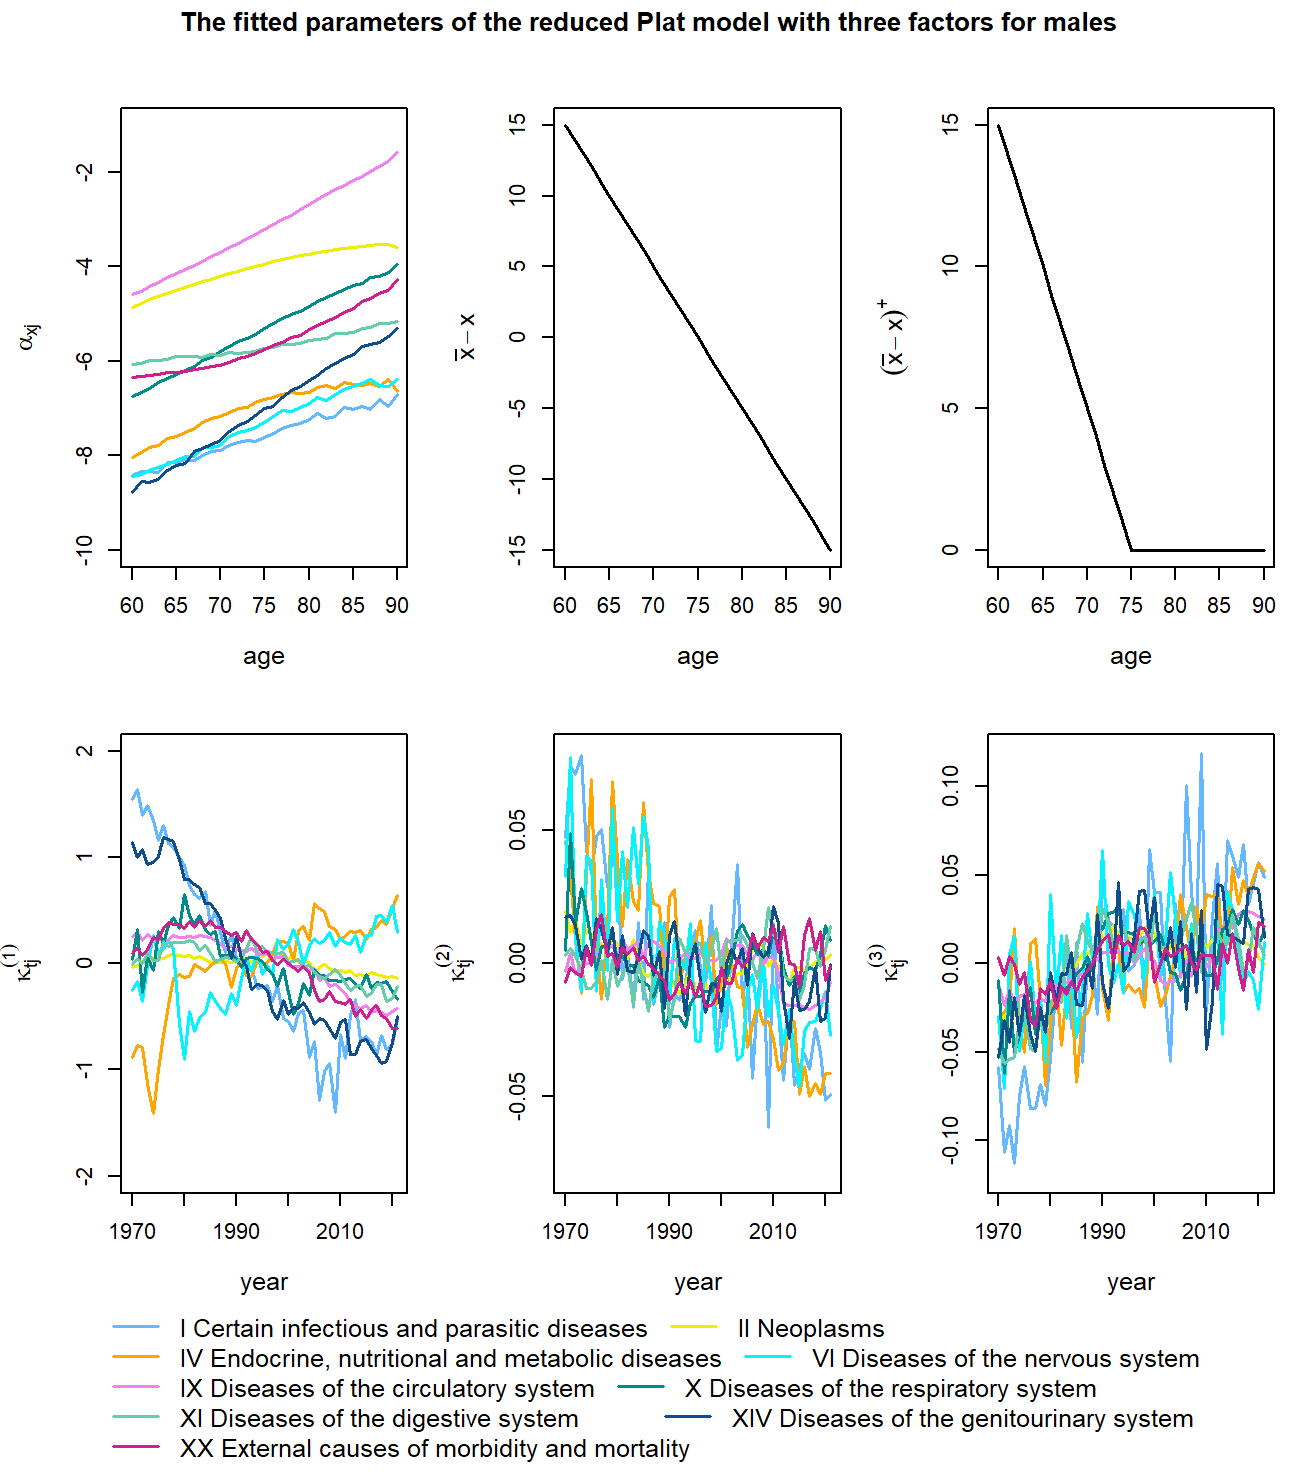 The fitted parameters of the reduced Plat model with three factors for males
αxj
-2
-4
-6
-8
-10
60 65 70 75 80 85 90
age
x̅ − x
15
10
5
0
-5
-10
-15
60 65 70 75 80 85 90
age
(x̅ − x)⁺
15
10
5
0
60 65 70 75 80 85 90
age
κtj(1)
2
1
0
-1
-2
1970 1990 2010
year
κtj(2)
0.05
0.00
-0.05
1970 1990 2010
year
κtj(3)
0.10
0.05
0.00
-0.05
-0.10
1970 1990 2010
year
I Certain infectious and parasitic diseases II Neoplasms
IV Endocrine, nutritional and metabolic diseases VI Diseases of the nervous system
IX Diseases of the circulatory system X Diseases of the respiratory system
XI Diseases of the digestive system XIV Diseases of the genitourinary system
XX External causes of morbidity and mortality